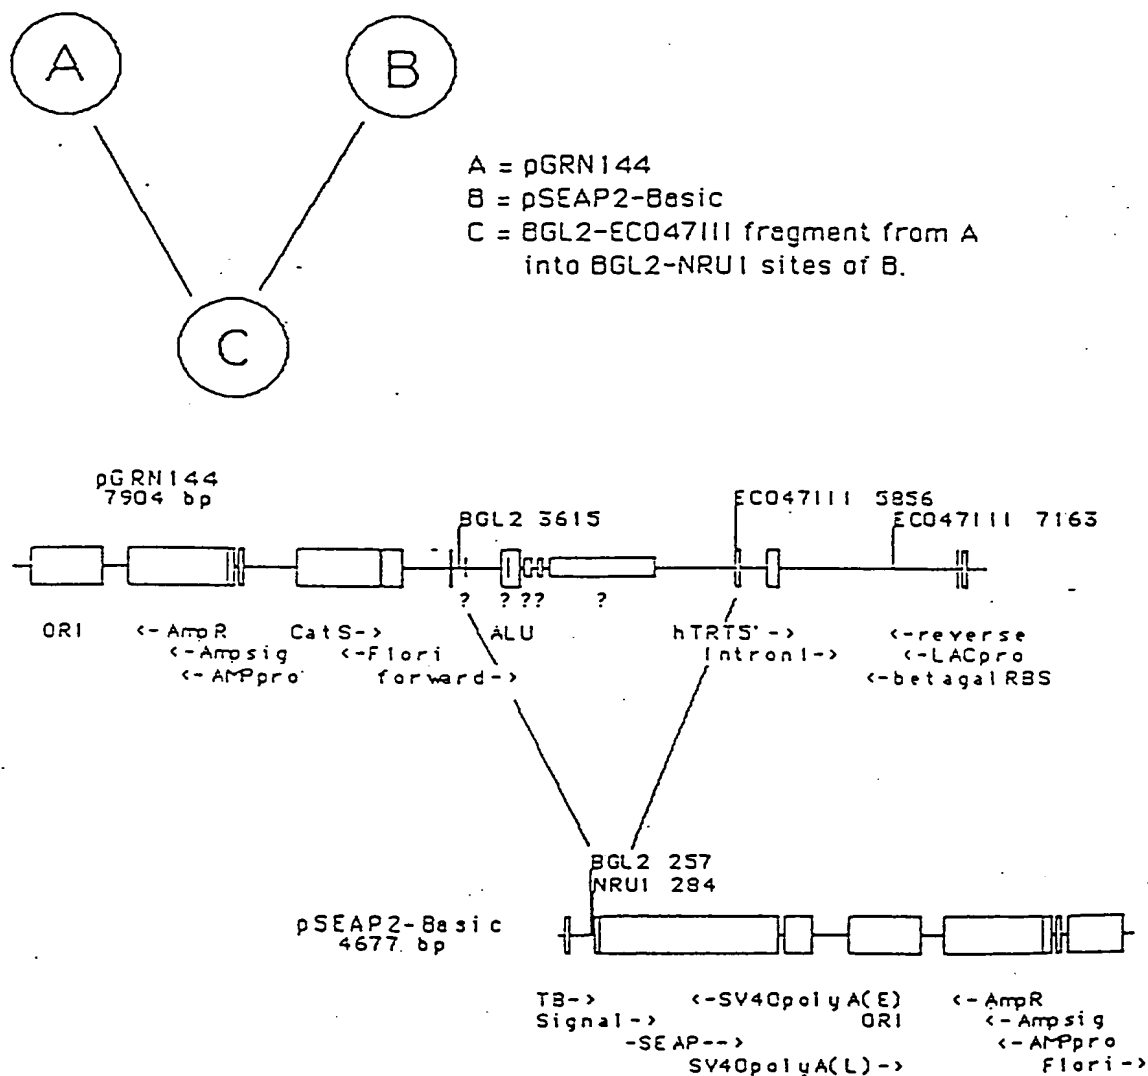 A
B
A = pGRN144
B = pSEAP2-Basic
C = BGL2-ECO47III fragment from A
into BGL2-NRU1 sites of B.
C
pGRN144
7904 bp
BGL2 3615
ECO47III 5856
ECO47III 7163
? ? ?? ?
ORI <-AmpR CatS-> ALU hTRT5'-> <-reverse
<-Ampsig <-F1ori Intron1-> <-LACpro
<-AMPpro forward-> <-betagalRBS
BGL2 257
NRU1 284
pSEAP2-Basic
4677 bp
TB-> <-SV40polyA(E) <-AmpR
Signal-> ORI <-Ampsig
-SEAP--> <-AMPpro
SV40polyA(L)-> F1ori->